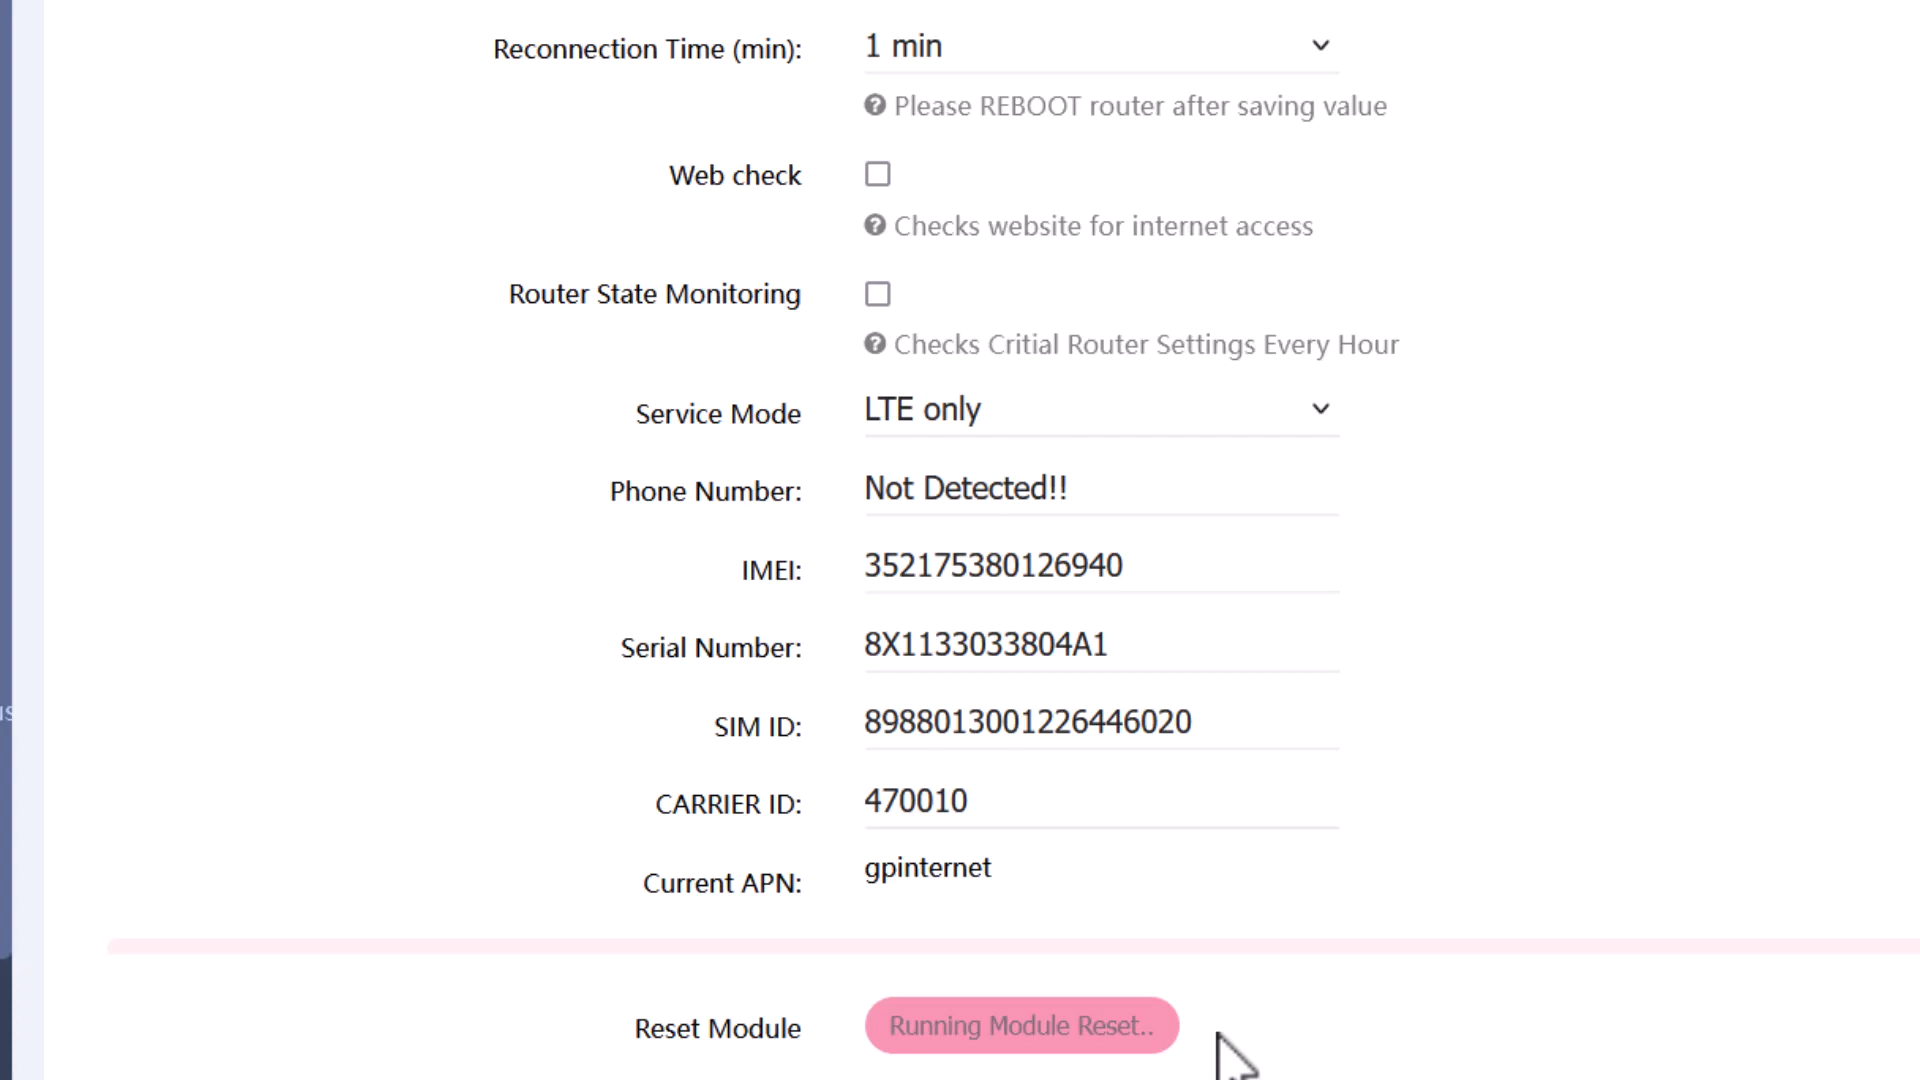 Reconnection Time (min): 1 min
Please REBOOT router after saving value
Web check
Checks website for internet access
Router State Monitoring
Checks Critial Router Settings Every Hour
Service Mode LTE only
Phone Number: Not Detected!!
IMEI: 352175380126940
Serial Number: 8X1133033804A1
SIM ID: 8988013001226446020
CARRIER ID: 470010
Current APN: gpinternet
Reset Module Running Module Reset..